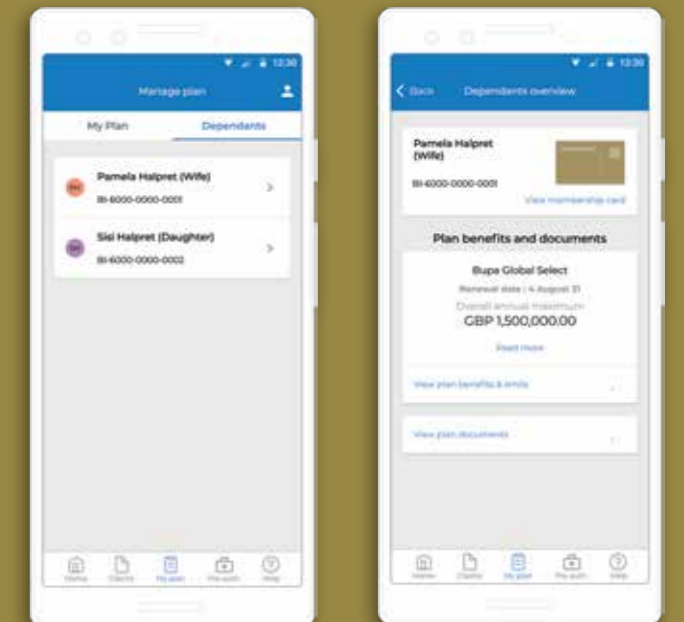 12:30
Manage plan
My Plan
Dependants
Pamela Halpret (Wife)
BI-6000-0000-0001
Sisi Halpret (Daughter)
BI-6000-0000-0002
Home
Claims
My plan
Pre-auth
Help
12:30
Back
Dependants overview
Pamela Halpret
(Wife)
BI-6000-0000-0001
View membership card
Plan benefits and documents
Bupa Global Select
Renewal date : 4 August 21
Overall annual maximum
GBP 1,500,000.00
Read more
View plan benefits & limits
View plan documents
Home
Claims
My plan
Pre-auth
Help